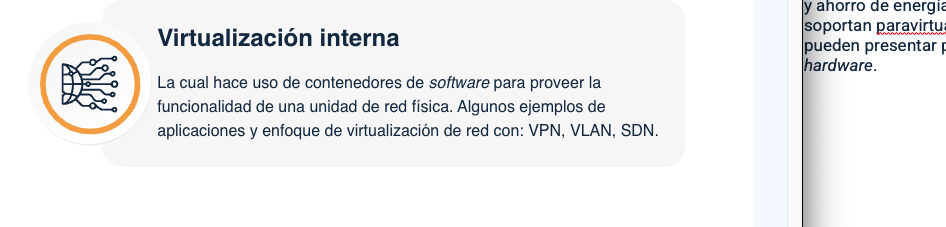 Virtualización interna
La cual hace uso de contenedores de software para proveer la
funcionalidad de una unidad de red física. Algunos ejemplos de
aplicaciones y enfoque de virtualización de red con: VPN, VLAN, SDN.
y ahorro de energía
soportan
pueden presentar
hardware.